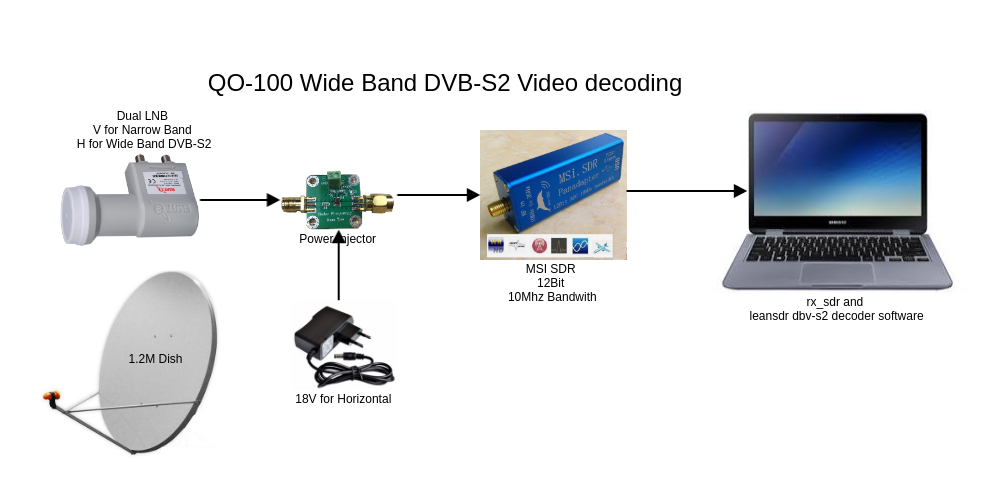 QO-100 Wide Band DVB-S2 Video decoding
Dual LNB
V for Narrow Band
H for Wide Band DVB-S2
Power Injector
MSi.SDR
Panadapter
MSI SDR
12Bit
10Mhz Bandwith
SAMSUNG
rx_sdr and
leansdr dbv-s2 decoder software
1.2M Dish
18V for Horizontal